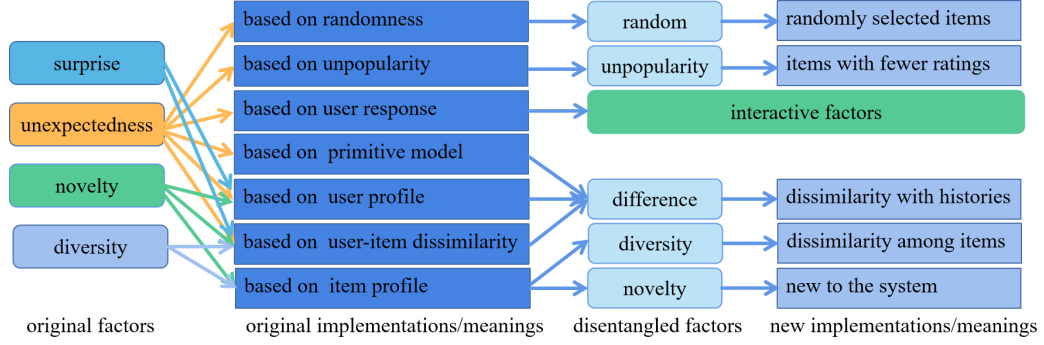 surprise
unexpectedness
novelty
diversity
original factors
based on randomness
based on unpopularity
based on user response
based on  primitive model
based on  user profile
based on  user-item dissimilarity
based on  item profile
original implementations/meanings
random
unpopularity
interactive factors
difference
diversity
novelty
disentangled factors
randomly selected items
items with fewer ratings
dissimilarity with histories
dissimilarity among items
new to the system
new implementations/meanings